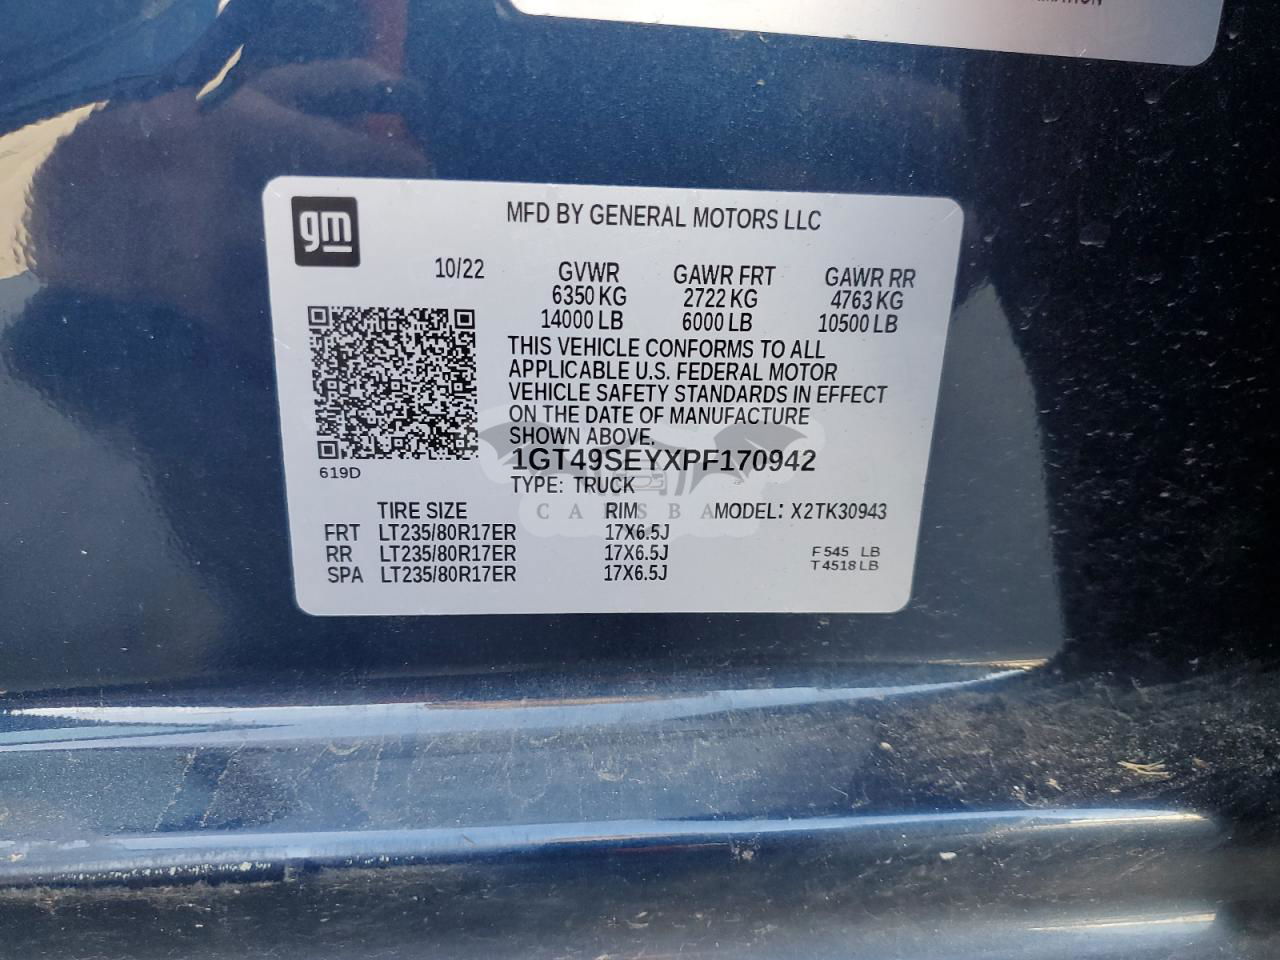 gm
MFD BY GENERAL MOTORS LLC
10/22 GVWR GAWR FRT GAWR RR
6350 KG 2722 KG 4763 KG
14000 LB 6000 LB 10500 LB
THIS VEHICLE CONFORMS TO ALL
APPLICABLE U.S. FEDERAL MOTOR
VEHICLE SAFETY STANDARDS IN EFFECT
ON THE DATE OF MANUFACTURE
SHOWN ABOVE.
619D
1GT49SEYXPF170942
TYPE: TRUCK
TIRE SIZE RIM MODEL: X2TK30943
FRT LT235/80R17ER 17X6.5J
RR LT235/80R17ER 17X6.5J F 545 LB
SPA LT235/80R17ER 17X6.5J T 4518 LB